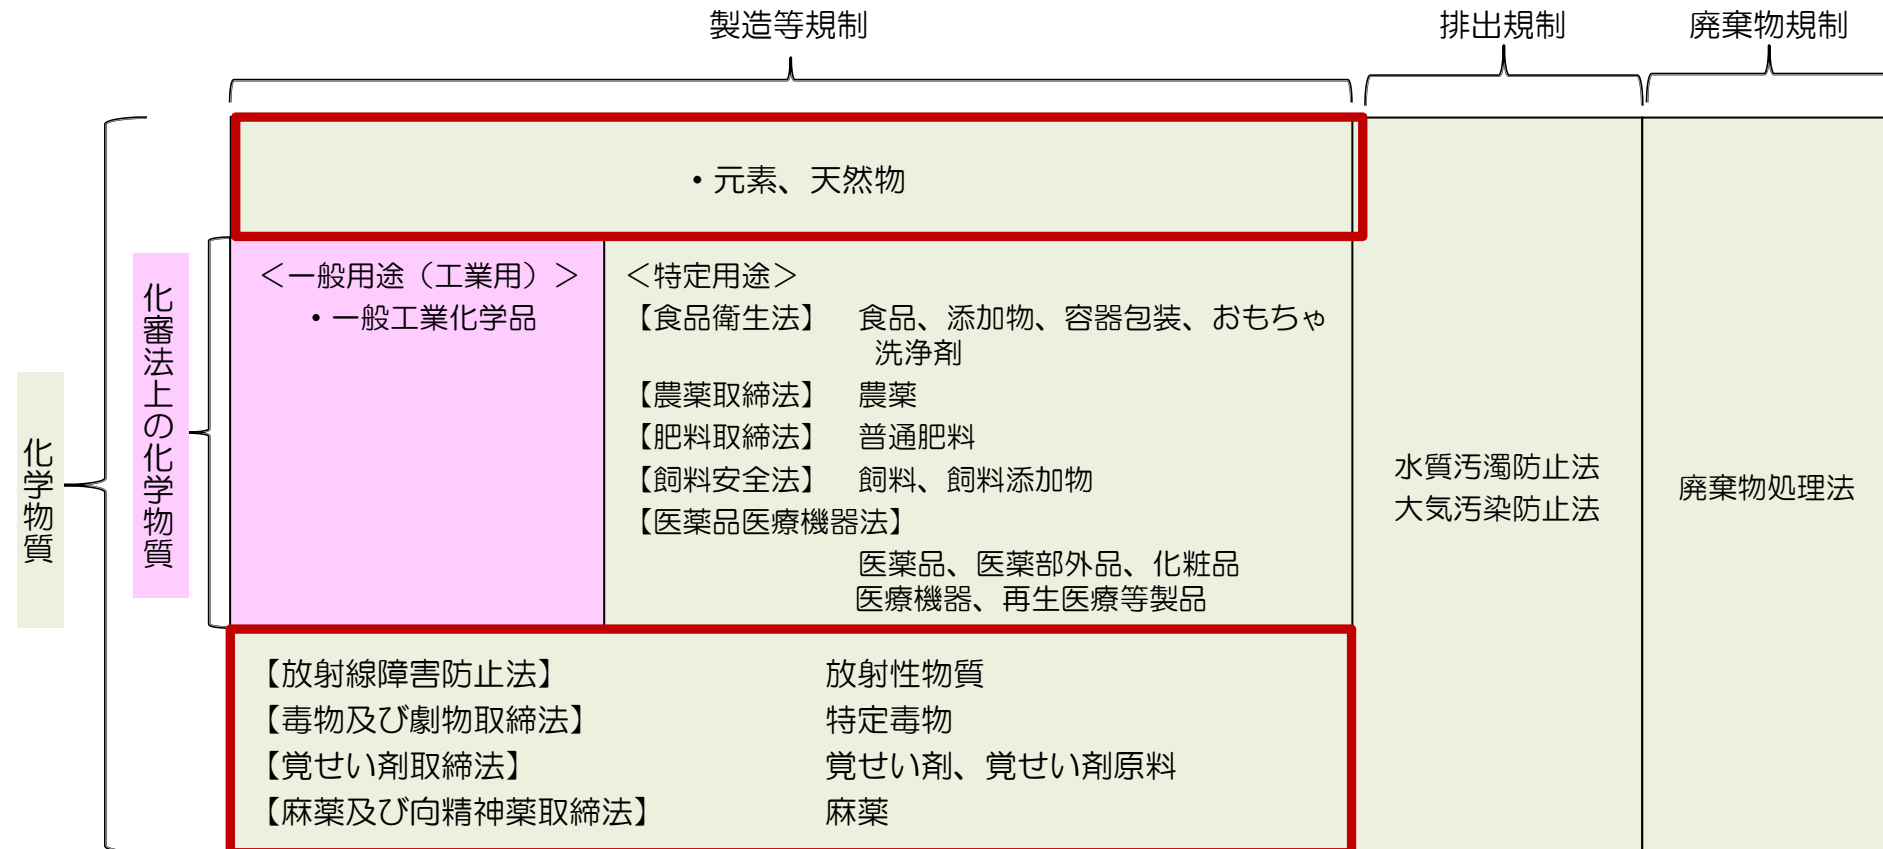 製造等規制
排出規制
廃棄物規制
・元素、天然物
化学物質
化審法上の化学物質
＜一般用途（工業用）＞
・一般工業化学品
＜特定用途＞
【食品衛生法】 食品、添加物、容器包装、おもちゃ
洗浄剤
【農薬取締法】 農薬
【肥料取締法】 普通肥料
【飼料安全法】 飼料、飼料添加物
【医薬品医療機器法】
医薬品、医薬部外品、化粧品
医療機器、再生医療等製品
【放射線障害防止法】 放射性物質
【毒物及び劇物取締法】 特定毒物
【覚せい剤取締法】 覚せい剤、覚せい剤原料
【麻薬及び向精神薬取締法】 麻薬
水質汚濁防止法
大気汚染防止法
廃棄物処理法